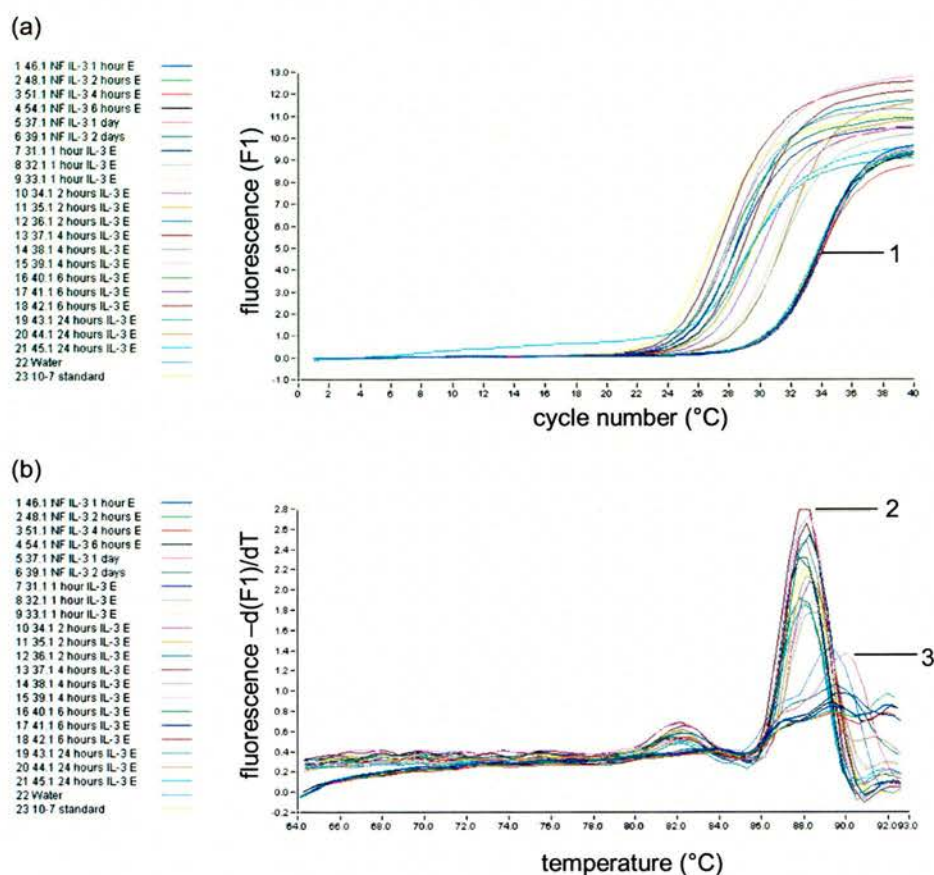 (a)
1 46.1 NF IL-3 1 hour E
2 48.1 NF IL-3 2 hours E
3 51.1 NF IL-3 4 hours E
4 54.1 NF IL-3 6 hours E
5 37.1 NF IL-3 1 day
6 39.1 NF IL-3 2 days
7 31.1 1 hour IL-3 E
8 32.1 1 hour IL-3 E
9 33.1 1 hour IL-3 E
10 34.1 2 hours IL-3 E
11 35.1 2 hours IL-3 E
12 36.1 2 hours IL-3 E
13 37.1 4 hours IL-3 E
14 38.1 4 hours IL-3 E
15 39.1 4 hours IL-3 E
16 40.1 6 hours IL-3 E
17 41.1 6 hours IL-3 E
18 42.1 6 hours IL-3 E
19 43.1 24 hours IL-3 E
20 44.1 24 hours IL-3 E
21 45.1 24 hours IL-3 E
22 Water
23 10-7 standard
fluorescence (F1)
13.0
12.0
11.0
10.0
9.0
8.0
7.0
6.0
5.0
4.0
3.0
2.0
1.0
0.0
-1.0
1
0 2 4 6 8 10 12 14 16 18 20 22 24 26 28 30 32 34 36 38 40
cycle number (°C)
(b)
1 46.1 NF IL-3 1 hour E
2 48.1 NF IL-3 2 hours E
3 51.1 NF IL-3 4 hours E
4 54.1 NF IL-3 6 hours E
5 37.1 NF IL-3 1 day
6 39.1 NF IL-3 2 days
7 31.1 1 hour IL-3 E
8 32.1 1 hour IL-3 E
9 33.1 1 hour IL-3 E
10 34.1 2 hours IL-3 E
11 35.1 2 hours IL-3 E
12 36.1 2 hours IL-3 E
13 37.1 4 hours IL-3 E
14 38.1 4 hours IL-3 E
15 39.1 4 hours IL-3 E
16 40.1 6 hours IL-3 E
17 41.1 6 hours IL-3 E
18 42.1 6 hours IL-3 E
19 43.1 24 hours IL-3 E
20 44.1 24 hours IL-3 E
21 45.1 24 hours IL-3 E
22 Water
23 10-7 standard
fluorescence –d(F1)/dT
2.8
2.6
2.4
2.2
2.0
1.8
1.6
1.4
1.2
1.0
0.8
0.6
0.4
0.2
0.0
-0.2
2
3
64.0 66.0 68.0 70.0 72.0 74.0 76.0 78.0 80.0 82.0 84.0 86.0 88.0 90.0 92.0 93.0
temperature (°C)